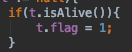 if(t.isAlive()){
t.flag = 1;
}